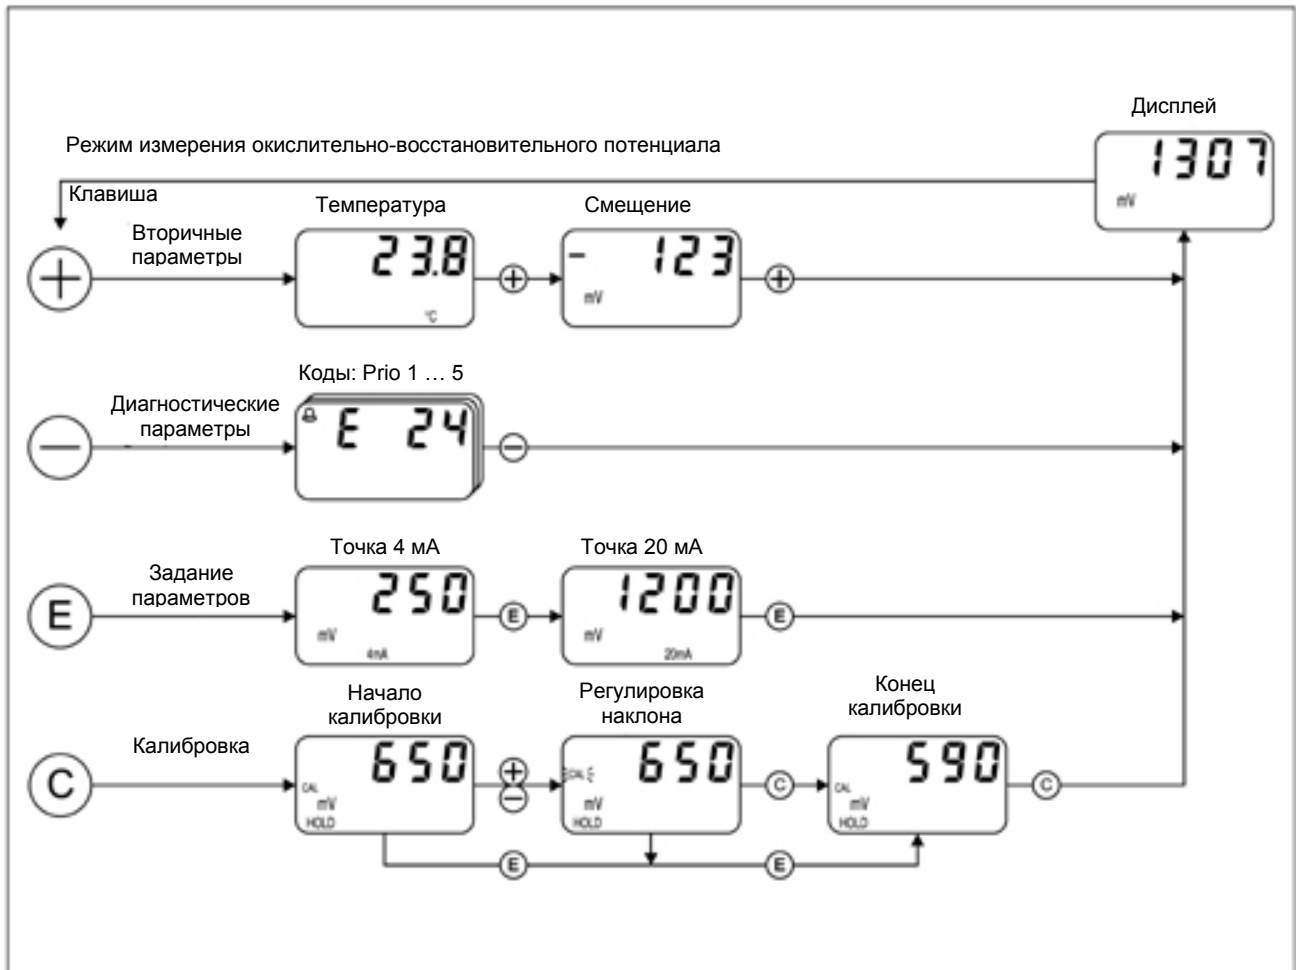 Дисплей
Режим измерения окислительно-восстановительного потенциала
1307
mV
Клавиша
Вторичные
параметры
Температура
23.8
°C
+
Смещение
- 123
mV
+
Коды: Prio 1 … 5
Диагностические
параметры
E 24
−
Точка 4 мА
Точка 20 мА
E
Задание
параметров
250
mV
4mA
E
1200
mV
20mA
E
Начало
калибровки
Регулировка
наклона
Конец
калибровки
C
Калибровка
650
CAL
mV
HOLD
+
−
650
CAL
mV
HOLD
C
590
CAL
mV
HOLD
C
E
E